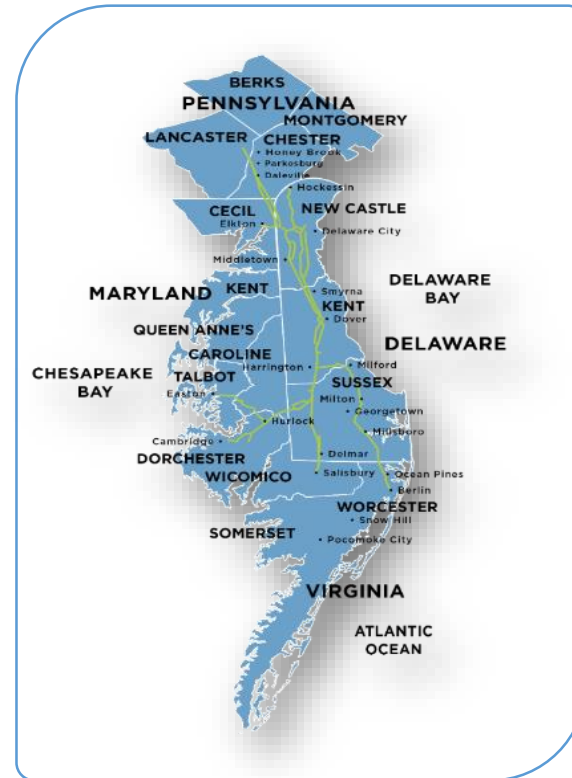 BERKS
PENNSYLVANIA
MONTGOMERY
LANCASTER
CHESTER
Honey Brook
Parkesburg
Daleville
Hockessin
CECIL
NEW CASTLE
Elkton
Delaware City
Middletown
DELAWARE
BAY
MARYLAND
KENT
Smyrna
KENT
Dover
QUEEN ANNE'S
DELAWARE
CAROLINE
Harrington
Milford
CHESAPEAKE
BAY
TALBOT
SUSSEX
Easton
Milton
Georgetown
Hurlock
Millsboro
Cambridge
DORCHESTER
Delmar
WICOMICO
Salisbury
Ocean Pines
Berlin
WORCESTER
Snow Hill
SOMERSET
Pocomoke City
VIRGINIA
ATLANTIC
OCEAN